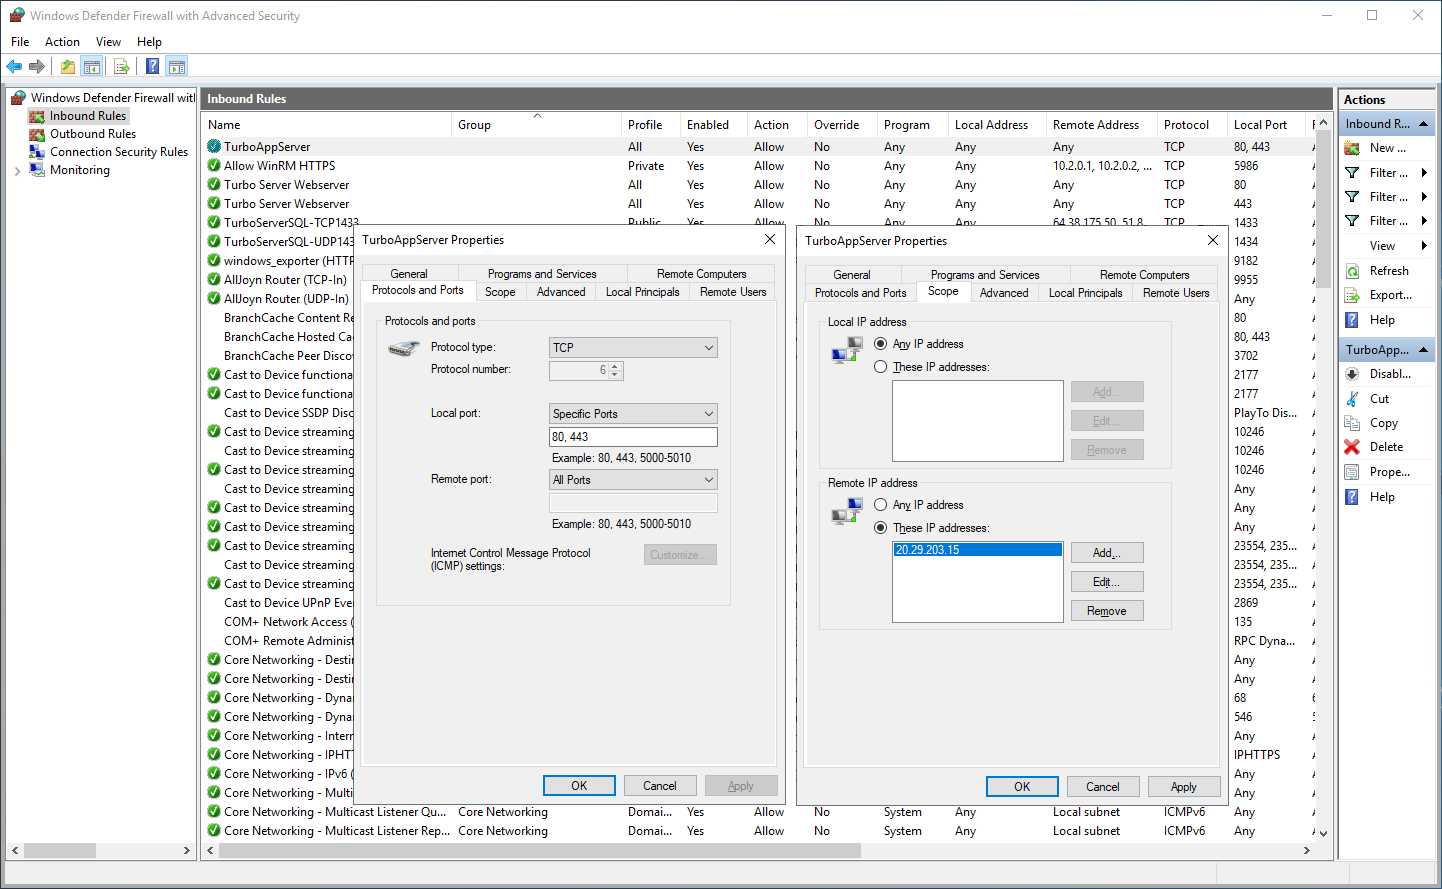 Windows Defender Firewall with Advanced Security
File Action View Help
Windows Defender Firewall wit
Inbound Rules
Outbound Rules
Connection Security Rules
Monitoring
Inbound Rules
Name Group Profile Enabled Action Override Program Local Address Remote Address Protocol Local Port
TurboAppServer All Yes Allow No Any Any Any TCP 80, 443
Allow WinRM HTTPS Private Yes Allow No Any Any 10.2.0.1, 10.2.0.2, ... TCP 5986
Turbo Server Webserver All Yes Allow No Any Any Any TCP 80
Turbo Server Webserver All Yes Allow No Any Any Any TCP 443
TurboServerSQL-TCP1433 Public Yes Allow No Any Any 64.38.175.50, 51.8... TCP 1433
TurboServerSQL-UDP143 1434
windows_exporter (HTTF 9182
AllJoyn Router (TCP-In) 9955
AllJoyn Router (UDP-In) Any
BranchCache Content Re 80
BranchCache Hosted Ca 80, 443
BranchCache Peer Disco 3702
Cast to Device functiona 2177
Cast to Device functiona 2177
Cast to Device SSDP Disc PlayTo Dis...
Cast to Device streaming 10246
Cast to Device streaming 10246
Cast to Device streaming 10246
Cast to Device streaming Any
Cast to Device streaming Any
Cast to Device streaming Any
Cast to Device streaming 23554, 235...
Cast to Device streaming 23554, 235...
Cast to Device streaming 23554, 235...
Cast to Device UPnP Eve 2869
COM+ Network Access ( 135
COM+ Remote Administ RPC Dyna...
Core Networking - Destin Any
Core Networking - Destin Any
Core Networking - Dynar 68
Core Networking - Dynar 546
Core Networking - Interr Any
Core Networking - IPHTT IPHTTPS
Core Networking - IPv6 ( Any
Core Networking - Multi Any
Core Networking - Multicast Listener Qu... Core Networking Domai... Yes Allow No System Any Local subnet ICMPv6 Any
Core Networking - Multicast Listener Rep... Core Networking Domai... Yes Allow No System Any Local subnet ICMPv6 Any
TurboAppServer Properties
General Programs and Services Remote Computers
Protocols and Ports Scope Advanced Local Principals Remote Users
Protocols and ports
Protocol type: TCP
Protocol number: 6
Local port: Specific Ports
80, 443
Example: 80, 443, 5000-5010
Remote port: All Ports
Example: 80, 443, 5000-5010
Internet Control Message Protocol
(ICMP) settings:
Customize...
OK Cancel Apply
TurboAppServer Properties
General Programs and Services Remote Computers
Protocols and Ports Scope Advanced Local Principals Remote Users
Local IP address
Any IP address
These IP addresses:
Add...
Edit...
Remove
Remote IP address
Any IP address
These IP addresses:
20.29.203.15
Add...
Edit...
Remove
OK Cancel Apply
Actions
Inbound R...
New ...
Filter ...
Filter ...
Filter ...
View
Refresh
Export...
Help
TurboApp...
Disabl...
Cut
Copy
Delete
Prope...
Help